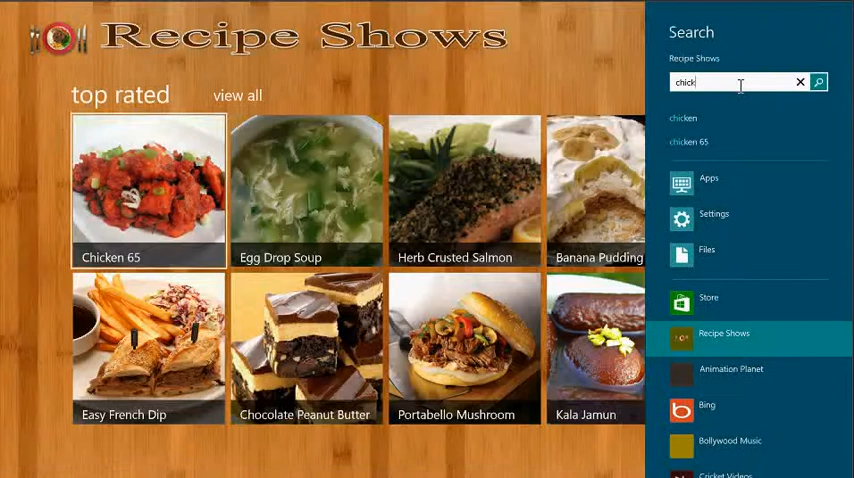 Recipe Shows
top rated
view all
Chicken 65
Egg Drop Soup
Herb Crusted Salmon
Banana Pudding
Easy French Dip
Chocolate Peanut Butter
Portabello Mushroom
Kala Jamun
Search
Recipe Shows
chick
chicken
chicken 65
Apps
Settings
Files
Store
Recipe Shows
Animation Planet
Bing
Bollywood Music
Cricket Videos